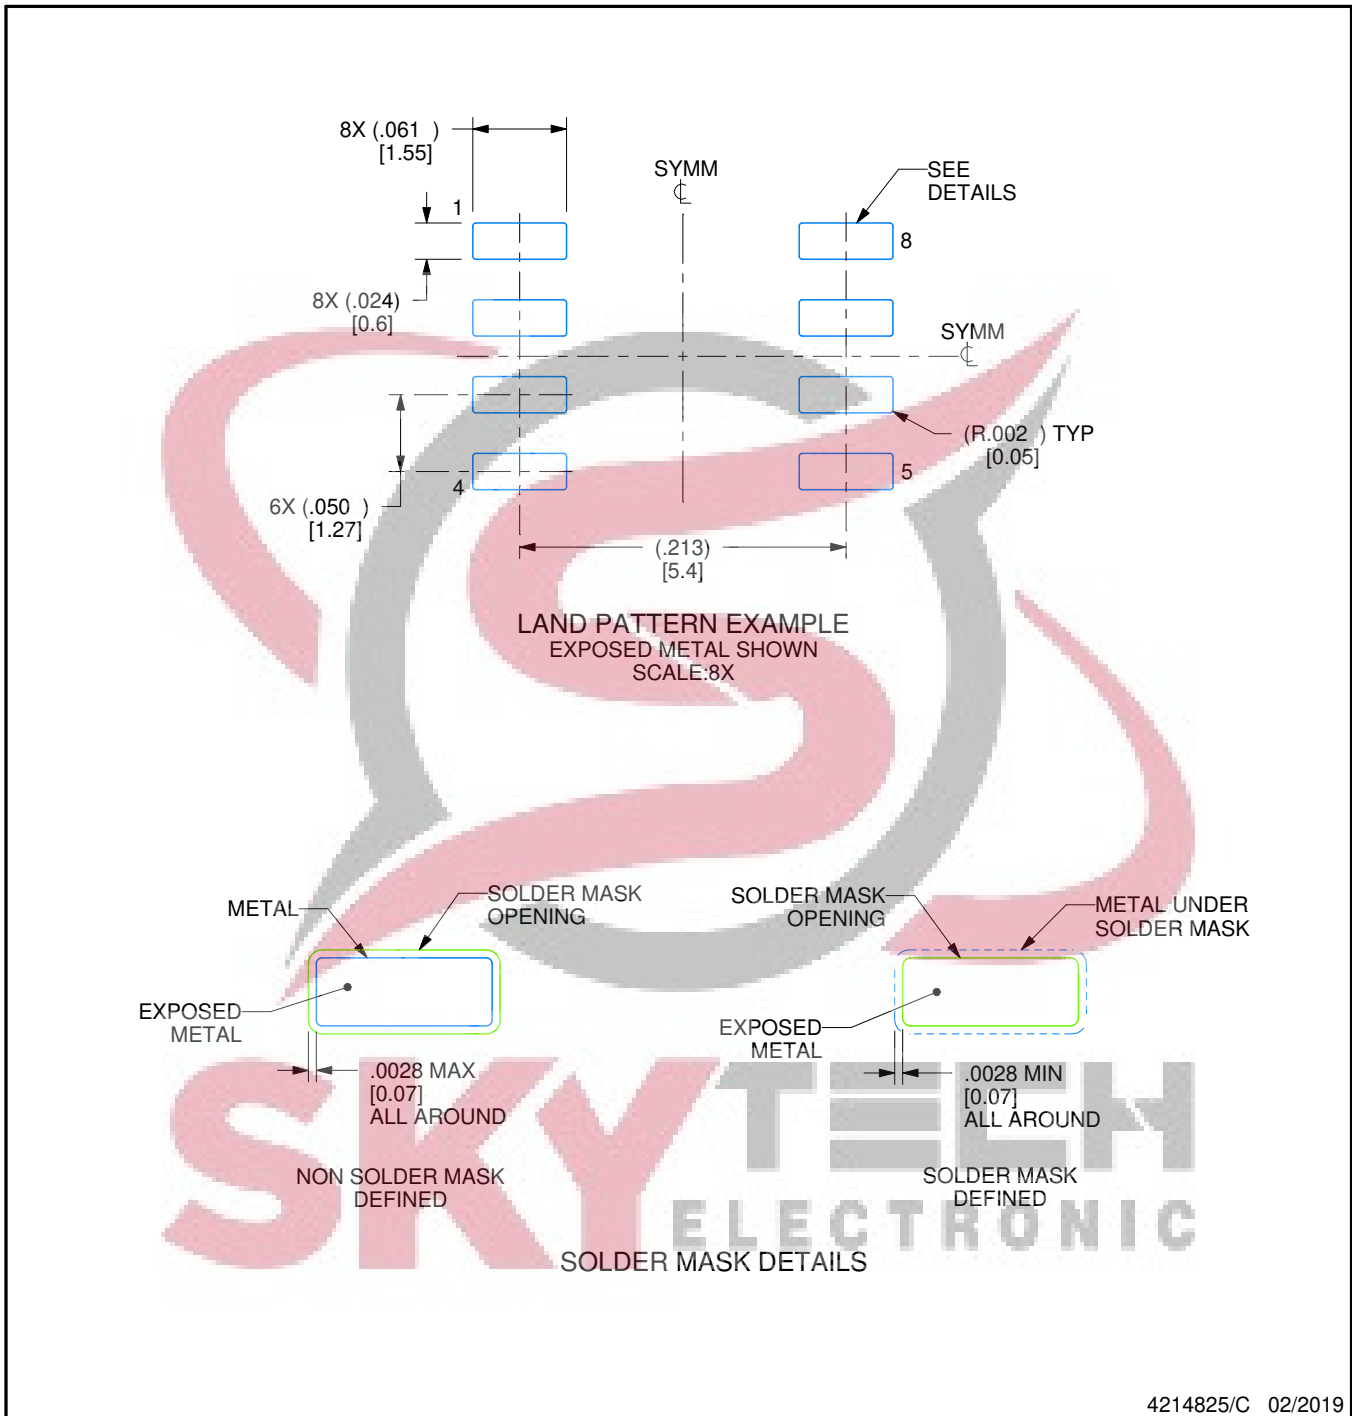 8X (.061 )
[1.55]
SYMM
℄
SEE
DETAILS
1
8
8X (.024)
[0.6]
SYMM
℄
(R.002 ) TYP
[0.05]
4
5
6X (.050 )
[1.27]
(.213)
[5.4]
LAND PATTERN EXAMPLE
EXPOSED METAL SHOWN
SCALE:8X
METAL
SOLDER MASK
OPENING
EXPOSED
METAL
.0028 MAX
[0.07]
ALL AROUND
NON SOLDER MASK
DEFINED
SOLDER MASK
OPENING
METAL UNDER
SOLDER MASK
EXPOSED
METAL
.0028 MIN
[0.07]
ALL AROUND
SOLDER MASK
DEFINED
SKYTECH
ELECTRONIC
SOLDER MASK DETAILS
4214825/C 02/2019